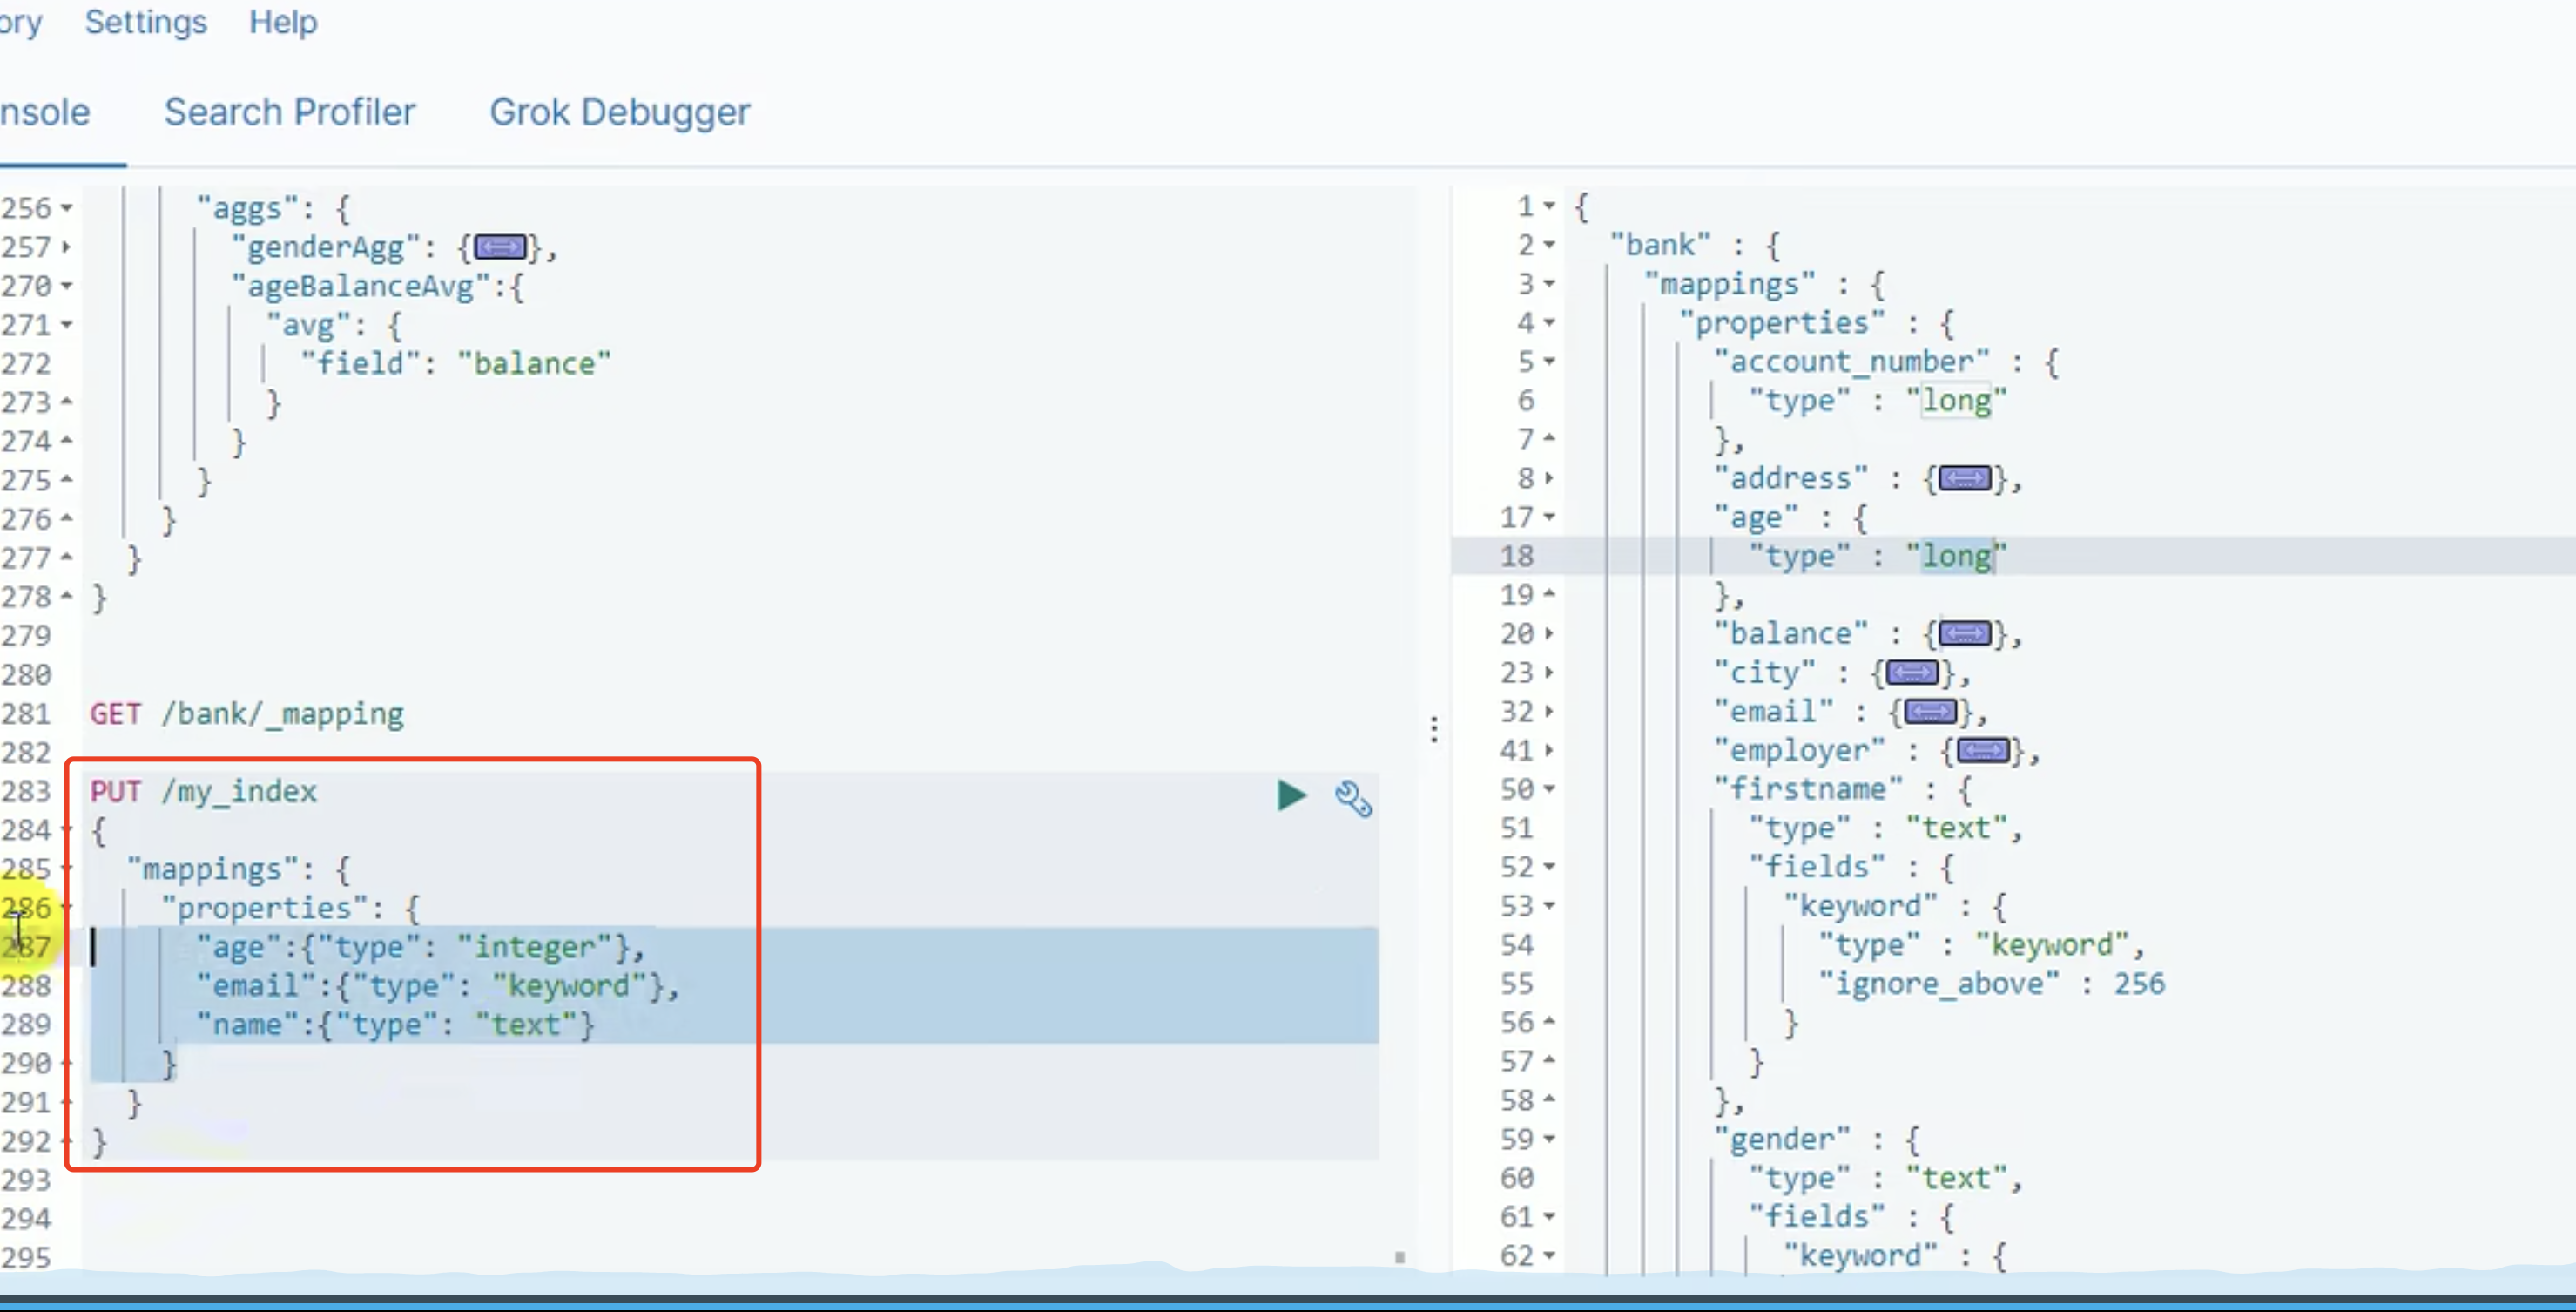 ory Settings Help
nsole Search Profiler Grok Debugger
256 "aggs": {
257 "genderAgg": {},
270 "ageBalanceAvg":{
271 "avg": {
272 "field": "balance"
273 }
274 }
275 }
276 }
277 }
278 }
279
280
281 GET /bank/_mapping
282
283 PUT /my_index
284 {
285 "mappings": {
286 "properties": {
287 "age":{"type": "integer"},
288 "email":{"type": "keyword"},
289 "name":{"type": "text"}
290 }
291 }
292 }
293
294
295
1 {
2 "bank" : {
3 "mappings" : {
4 "properties" : {
5 "account_number" : {
6 "type" : "long"
7 },
8 "address" : {},
17 "age" : {
18 "type" : "long"
19 },
20 "balance" : {},
23 "city" : {},
32 "email" : {},
41 "employer" : {},
50 "firstname" : {
51 "type" : "text",
52 "fields" : {
53 "keyword" : {
54 "type" : "keyword",
55 "ignore_above" : 256
56 }
57 }
58 },
59 "gender" : {
60 "type" : "text",
61 "fields" : {
62 "keyword" : {